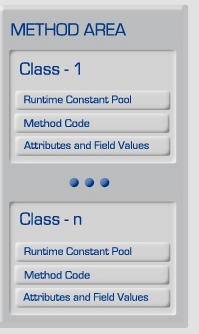 METHOD AREA
Class - 1
Runtime Constant Pool
Method Code
Attributes and Field Values
Class - n
Runtime Constant Pool
Method Code
Attributes and Field Values